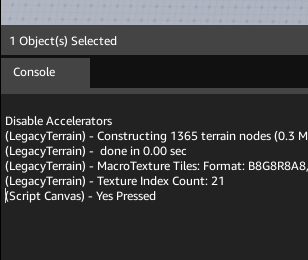 1 Object(s) Selected
Console
Disable Accelerators
(LegacyTerrain) - Constructing 1365 terrain nodes (0.3 M
(LegacyTerrain) -  done in 0.00 sec
(LegacyTerrain) - MacroTexture Tiles: Format: B8G8R8A8,
(LegacyTerrain) - Texture Index Count: 21
(Script Canvas) - Yes Pressed